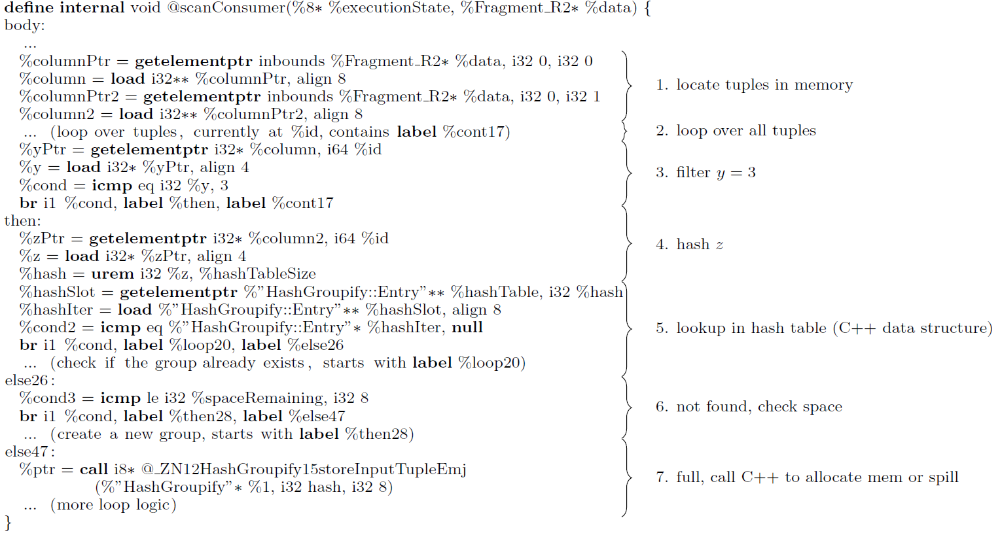 define internal void @scanConsumer(%8* %executionState, %Fragment_R2* %data) {
body:
...
%columnPtr = getelementptr inbounds %Fragment_R2* %data, i32 0, i32 0
%column = load i32** %columnPtr, align 8
%columnPtr2 = getelementptr inbounds %Fragment_R2* %data, i32 0, i32 1
%column2 = load i32** %columnPtr2, align 8
1. locate tuples in memory
... (loop over tuples, currently at %id, contains label %cont17)
2. loop over all tuples
%yPtr = getelementptr i32* %column, i64 %id
%y = load i32* %yPtr, align 4
%cond = icmp eq i32 %y, 3
br i1 %cond, label %then, label %cont17
3. filter y = 3
then:
%zPtr = getelementptr i32* %column2, i64 %id
%z = load i32* %zPtr, align 4
%hash = urem i32 %z, %hashTableSize
4. hash z
%hashSlot = getelementptr %"HashGroupify::Entry"** %hashTable, i32 %hash
%hashIter = load %"HashGroupify::Entry"** %hashSlot, align 8
%cond2 = icmp eq %"HashGroupify::Entry"* %hashIter, null
br i1 %cond, label %loop20, label %else26
... (check if the group already exists, starts with label %loop20)
5. lookup in hash table (C++ data structure)
else26:
%cond3 = icmp le i32 %spaceRemaining, i32 8
br i1 %cond, label %then28, label %else47
... (create a new group, starts with label %then28)
6. not found, check space
else47:
%ptr = call i8* @_ZN12HashGroupify15storeInputTupleEmj
(%"HashGroupify"* %1, i32 hash, i32 8)
... (more loop logic)
7. full, call C++ to allocate mem or spill
}